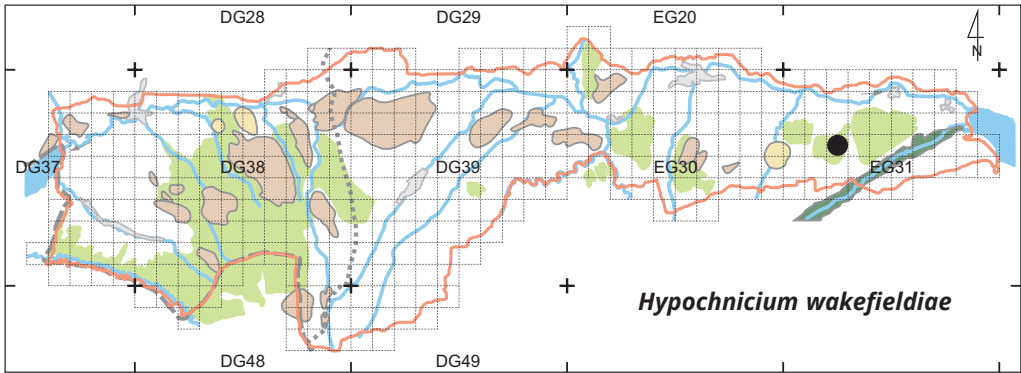 DG28 DG29 EG20
N
DG37 DG38 DG39 EG30 EG31
Hypochnicium wakefieldiae
DG48 DG49